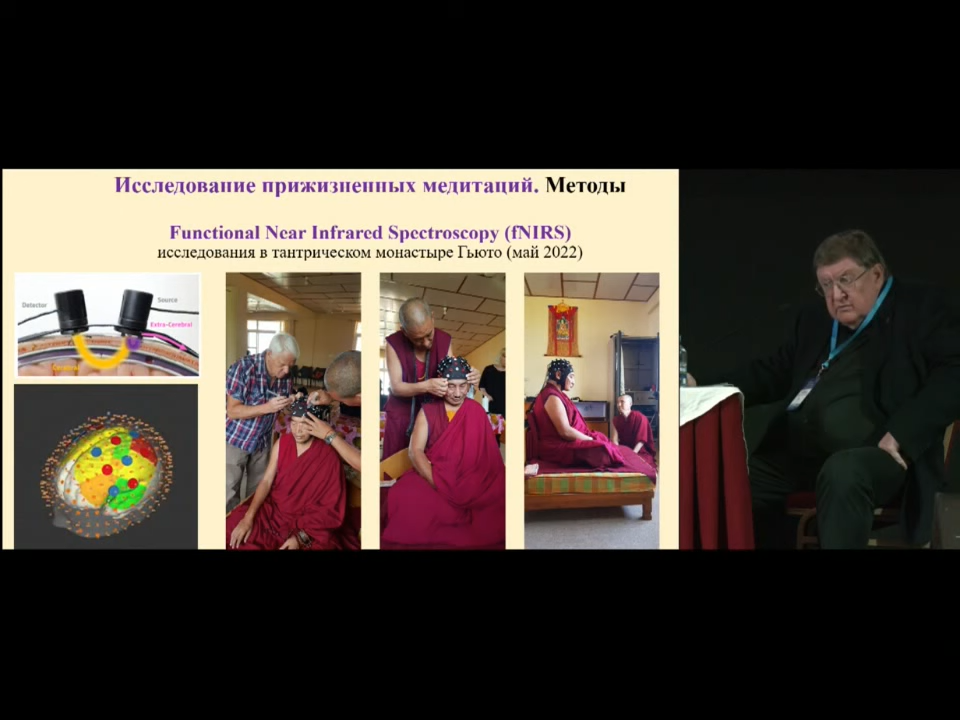 Исследование прижизненных медитаций. Методы
Functional Near Infrared Spectroscopy (fNIRS)
исследования в тантрическом монастыре Гьюто (май 2022)
Detector
Source
Extra-Cerebral
Cerebral